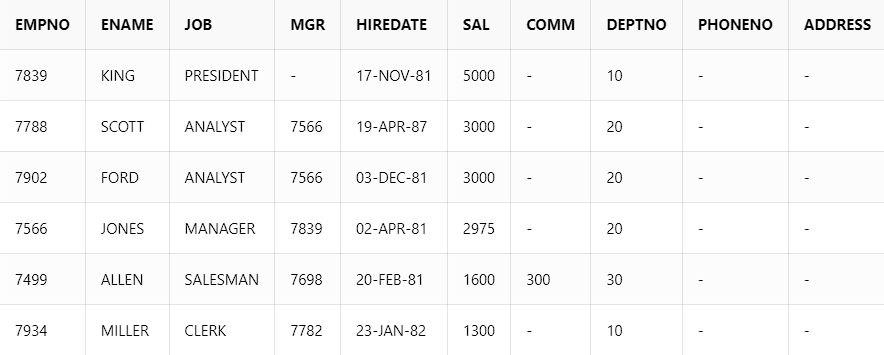 EMPNO ENAME JOB MGR HIREDATE SAL COMM DEPTNO PHONENO ADDRESS
7839 KING PRESIDENT - 17-NOV-81 5000 - 10 - -
7788 SCOTT ANALYST 7566 19-APR-87 3000 - 20 - -
7902 FORD ANALYST 7566 03-DEC-81 3000 - 20 - -
7566 JONES MANAGER 7839 02-APR-81 2975 - 20 - -
7499 ALLEN SALESMAN 7698 20-FEB-81 1600 300 30 - -
7934 MILLER CLERK 7782 23-JAN-82 1300 - 10 - -